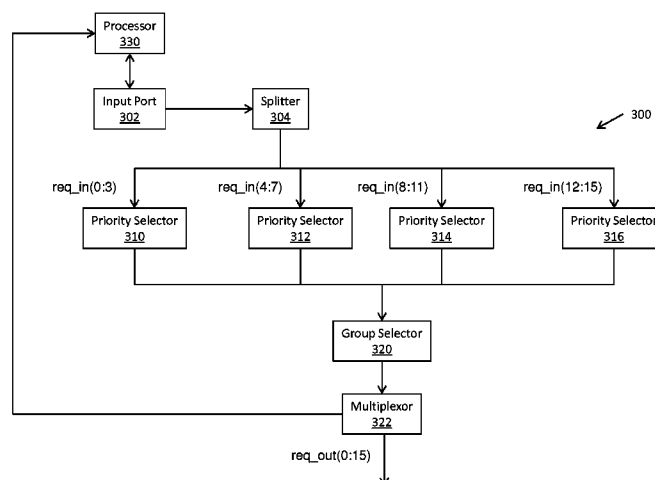 Processor
330
Input Port
302
Splitter
304
300
req_in(0:3)
req_in(4:7)
req_in(8:11)
req_in(12:15)
Priority Selector
310
Priority Selector
312
Priority Selector
314
Priority Selector
316
Group Selector
320
Multiplexor
322
req_out(0:15)